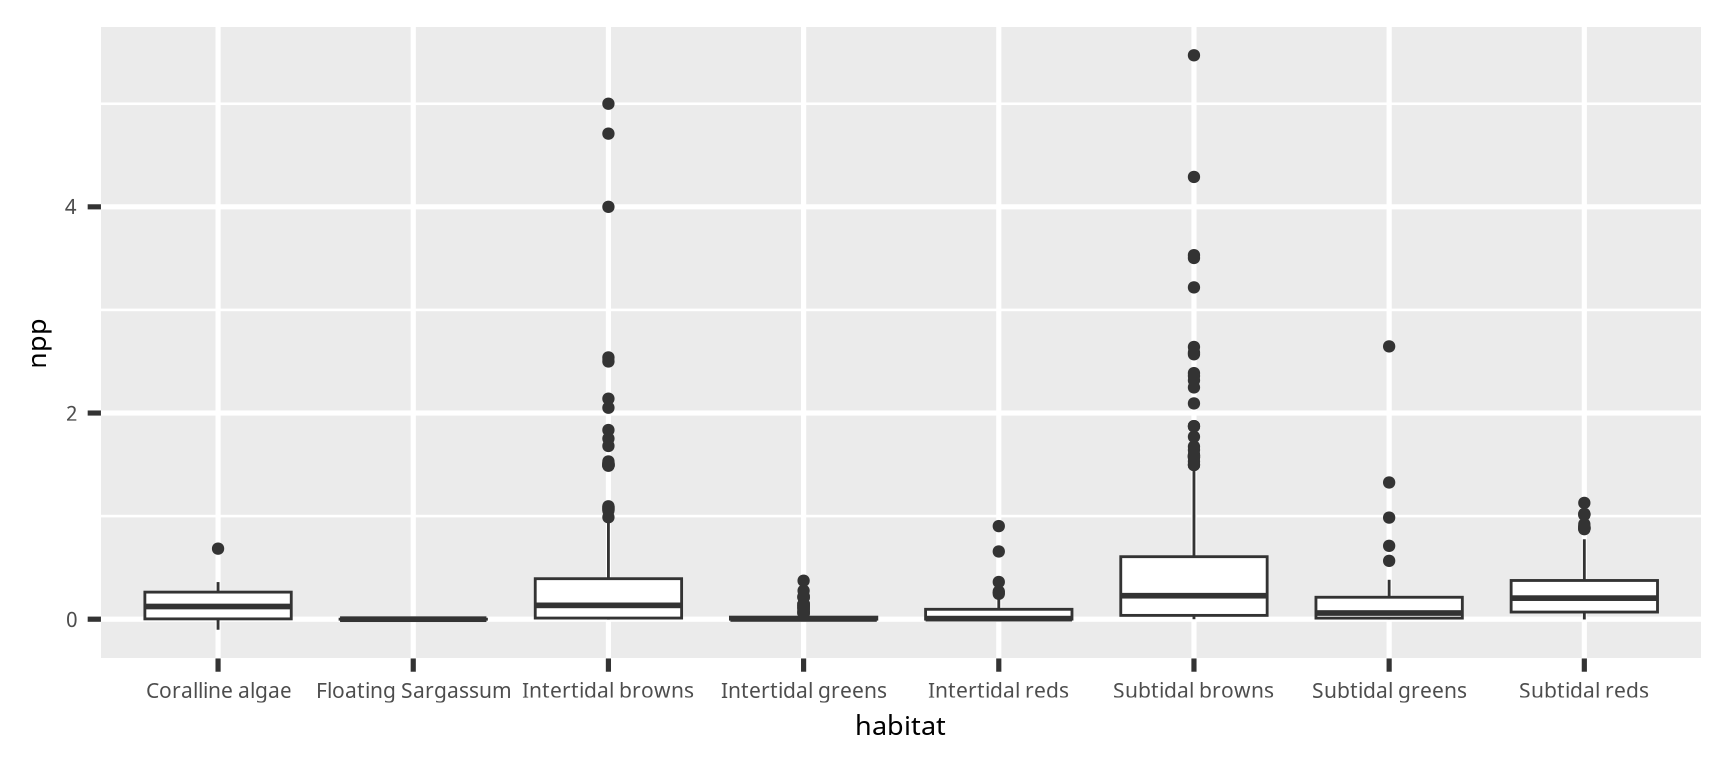 4
2
0
npp
Coralline algae Floating Sargassum Intertidal browns Intertidal greens Intertidal reds Subtidal browns Subtidal greens Subtidal reds
habitat